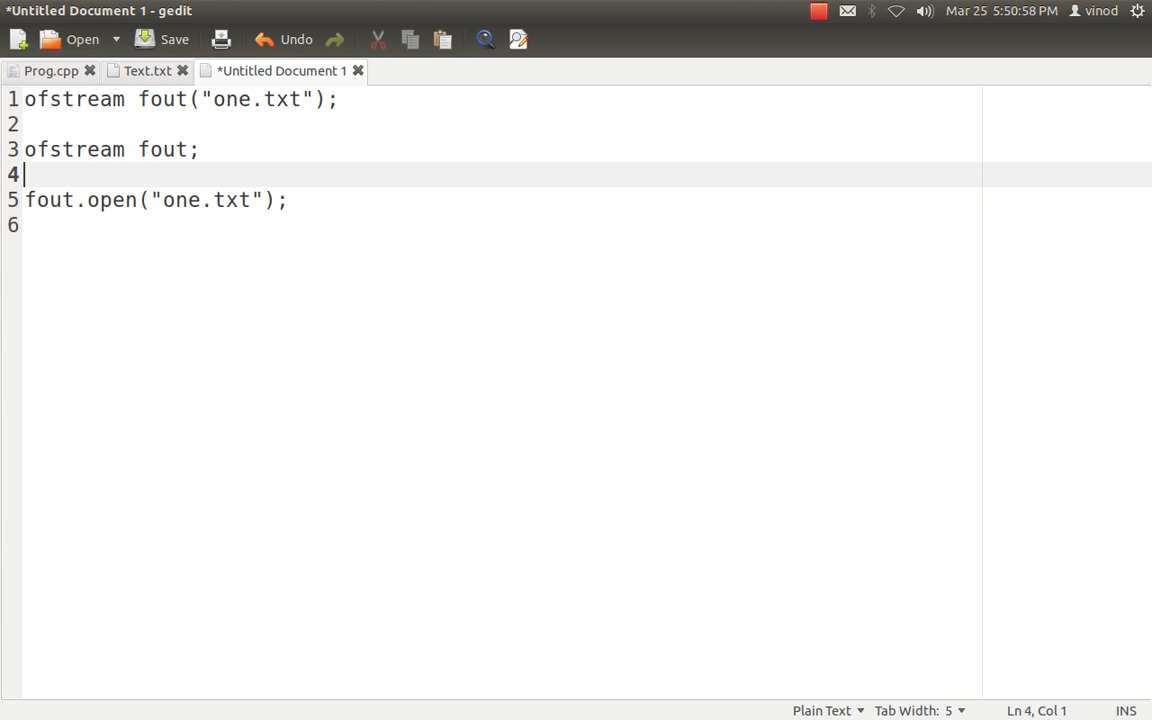 *Untitled Document 1 - gedit
Mar 25 5:50:58 PM vinod
Open Save Undo
Prog.cpp Text.txt *Untitled Document 1
1 ofstream fout("one.txt");
2
3 ofstream fout;
4
5 fout.open("one.txt");
6
Plain Text Tab Width: 5 Ln 4, Col 1 INS